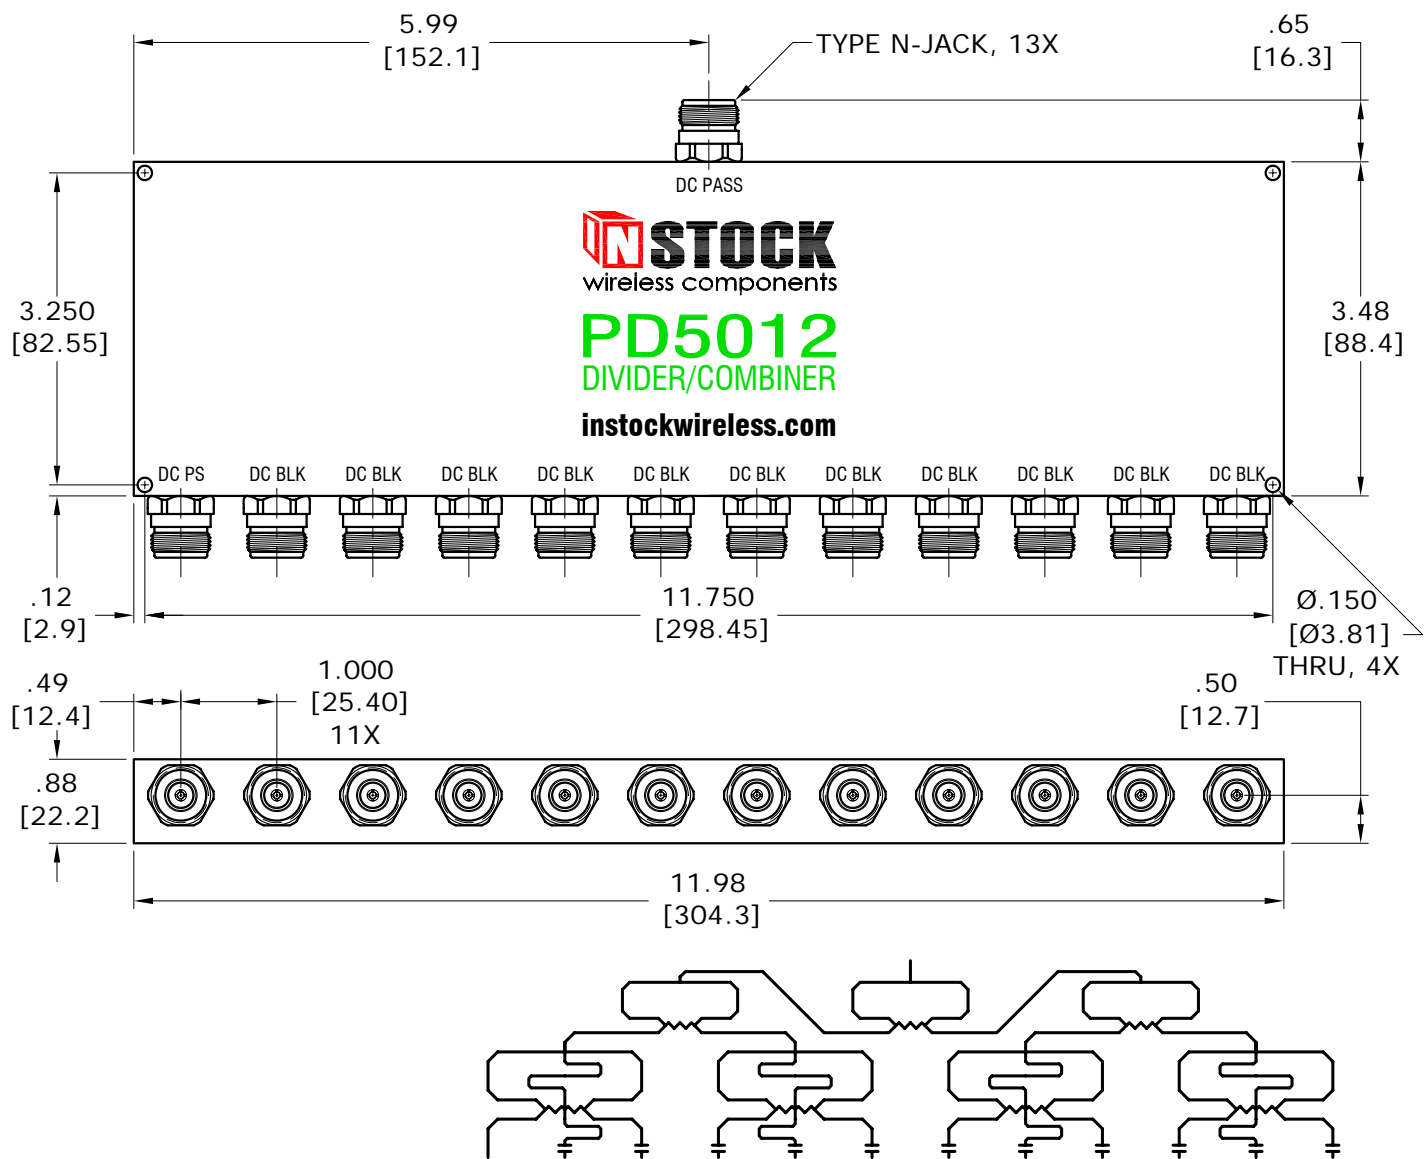 5.99
[152.1]
TYPE N-JACK, 13X
.65
[16.3]
DC PASS
INSTOCK
wireless components
3.250
[82.55]
3.48
[88.4]
PD5012
DIVIDER/COMBINER
instockwireless.com
DC PS DC BLK DC BLK DC BLK DC BLK DC BLK DC BLK DC BLK DC BLK DC BLK DC BLK DC BLK
.12
[2.9]
11.750
[298.45]
Ø.150
[Ø3.81]
THRU, 4X
.49
[12.4]
1.000
[25.40]
11X
.50
[12.7]
.88
[22.2]
11.98
[304.3]